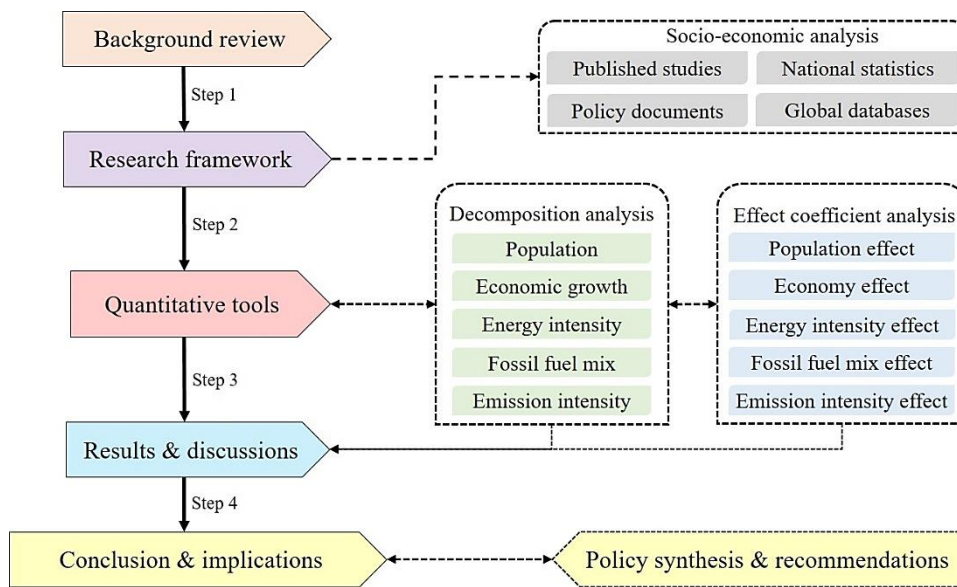 Background review
Socio-economic analysis
Published studies
National statistics
Policy documents
Global databases
Step 1
Research framework
Step 2
Decomposition analysis
Population
Economic growth
Energy intensity
Fossil fuel mix
Emission intensity
Effect coefficient analysis
Population effect
Economy effect
Energy intensity effect
Fossil fuel mix effect
Emission intensity effect
Quantitative tools
Step 3
Results & discussions
Step 4
Conclusion & implications
Policy synthesis & recommendations